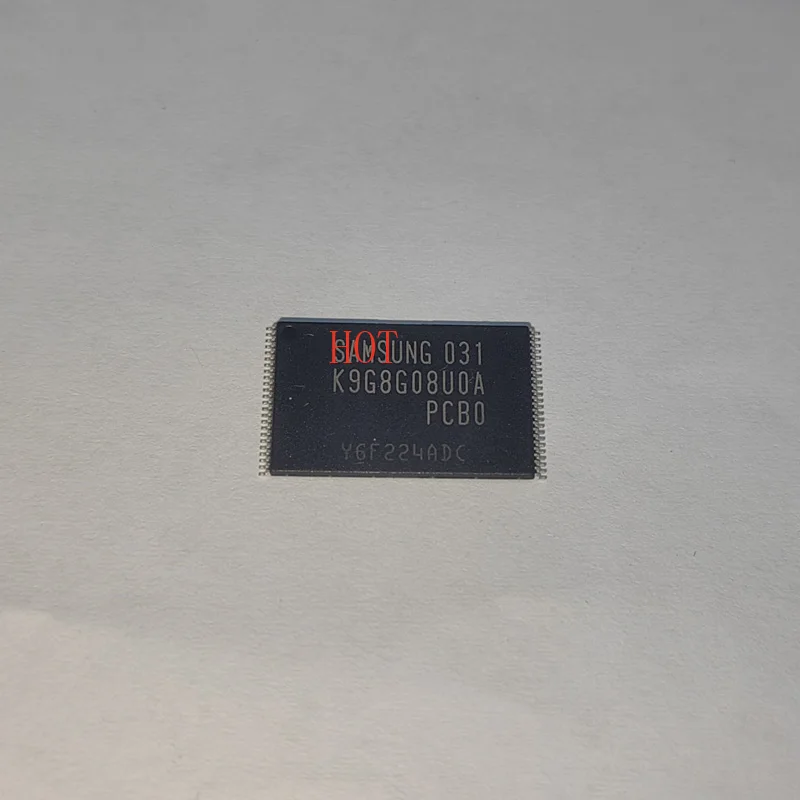 HOT
SAMSUNG 031
K9G8G08U0A
PCB0
Y6F224ADC